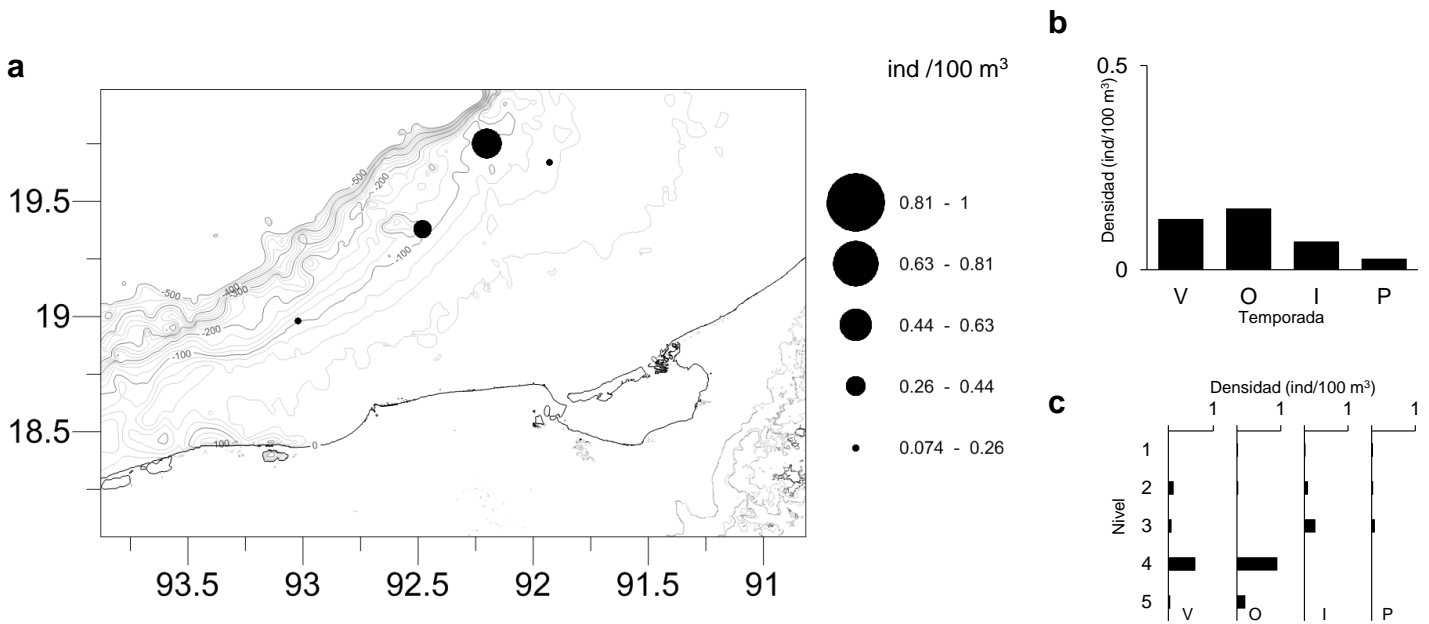 a
ind /100 m³
-500
-200
-100
-500
-400
-300
-200
-100
100
0
19.5
19
18.5
93.5
93
92.5
92
91.5
91
0.81 - 1
0.63 - 0.81
0.44 - 0.63
0.26 - 0.44
0.074 - 0.26
b
Densidad (ind/100 m³)
0.5
0
V O I P
Temporada
c
Densidad (ind/100 m³)
1 1 1 1
Nivel
1
2
3
4
5
V O I P